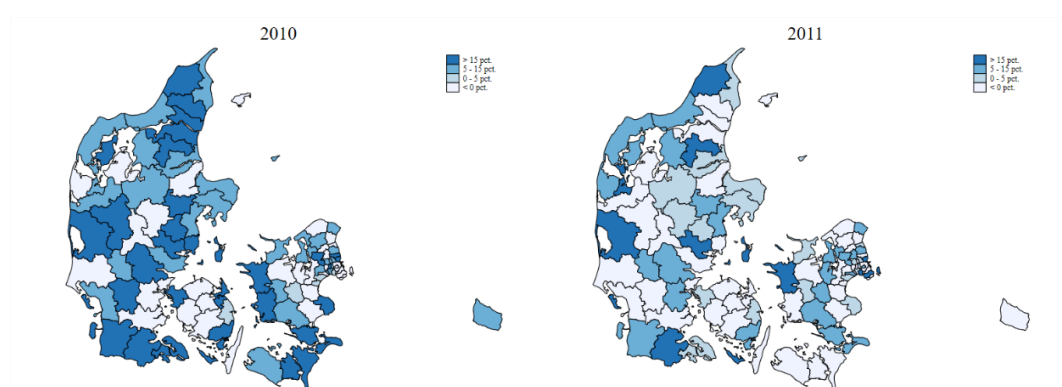 2010
> 15 pct.
5 - 15 pct.
0 - 5 pct.
< 0 pct.
2011
> 15 pct.
5 - 15 pct.
0 - 5 pct.
< 0 pct.